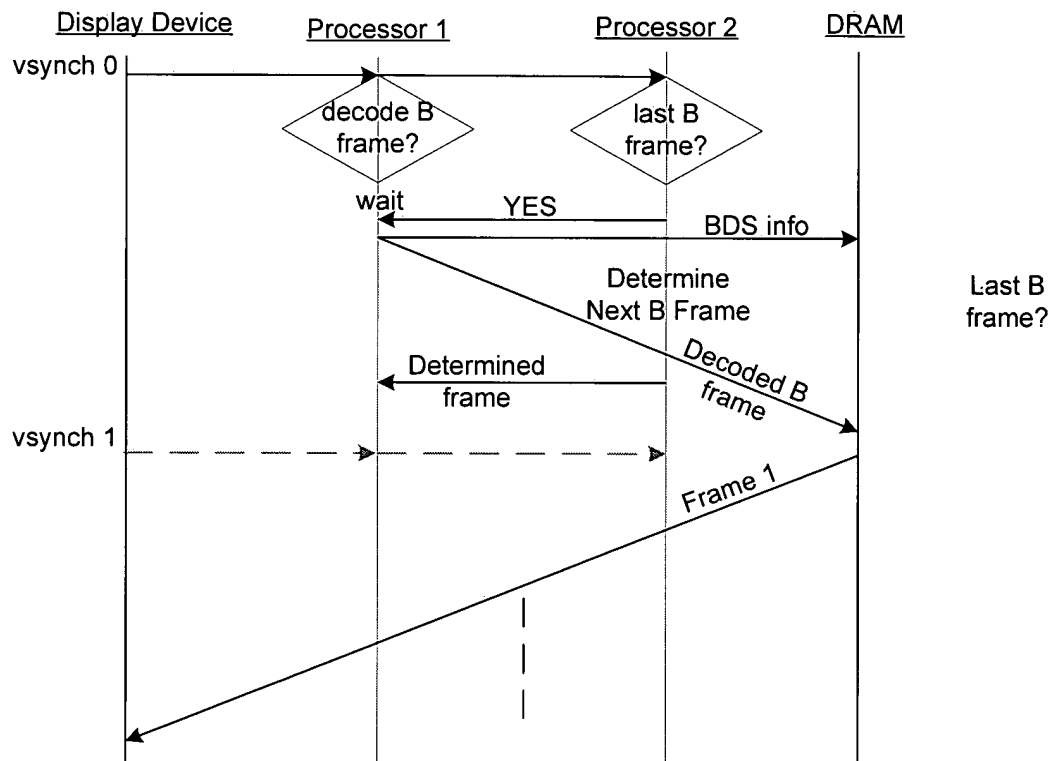 Display Device
Processor 1
Processor 2
DRAM
vsynch 0
decode B
frame?
last B
frame?
wait
YES
BDS info
Determine
Next B Frame
Last B
frame?
Determined
frame
Decoded B
frame
vsynch 1
Frame 1